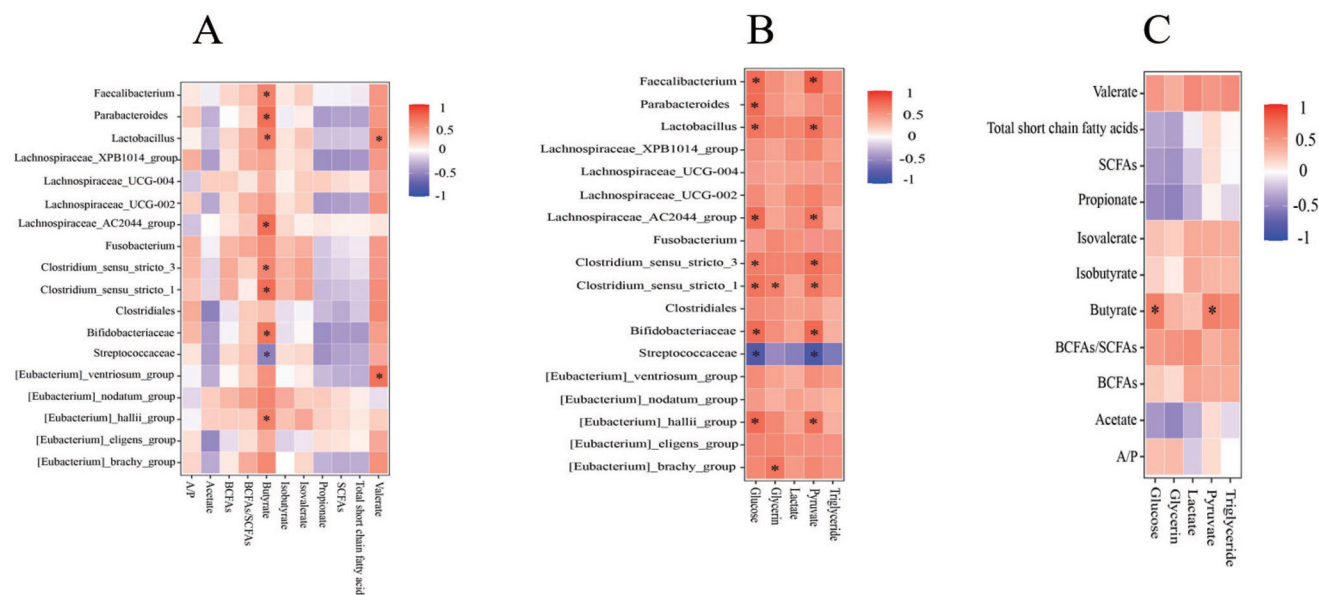 A
B
C
Faecalibacterium
Parabacteroides
Lactobacillus
Lachnospiraceae_XPB1014_group
Lachnospiraceae_UCG-004
Lachnospiraceae_UCG-002
Lachnospiraceae_AC2044_group
Fusobacterium
Clostridium_sensu_stricto_3
Clostridium_sensu_stricto_1
Clostridiales
Bifidobacteriaceae
Streptococcaceae
[Eubacterium]_ventriosum_group
[Eubacterium]_nodatum_group
[Eubacterium]_hallii_group
[Eubacterium]_eligens_group
[Eubacterium]_brachy_group
A/P
Acetate
BCFAs
BCFAs/SCFAs
Butyrate
Isobutyrate
Isovalerate
Propionate
SCFAs
Total short chain fatty acid
Valerate
1
0.5
0
-0.5
-1
Faecalibacterium
Parabacteroides
Lactobacillus
Lachnospiraceae_XPB1014_group
Lachnospiraceae_UCG-004
Lachnospiraceae_UCG-002
Lachnospiraceae_AC2044_group
Fusobacterium
Clostridium_sensu_stricto_3
Clostridium_sensu_stricto_1
Clostridiales
Bifidobacteriaceae
Streptococcaceae
[Eubacterium]_ventriosum_group
[Eubacterium]_nodatum_group
[Eubacterium]_hallii_group
[Eubacterium]_eligens_group
[Eubacterium]_brachy_group
Glucose
Glycerin
Lactate
Pyruvate
Triglyceride
1
0.5
0
-0.5
-1
Valerate
Total short chain fatty acids
SCFAs
Propionate
Isovalerate
Isobutyrate
Butyrate
BCFAs/SCFAs
BCFAs
Acetate
A/P
Glucose
Glycerin
Lactate
Pyruvate
Triglyceride
1
0.5
0
-0.5
-1